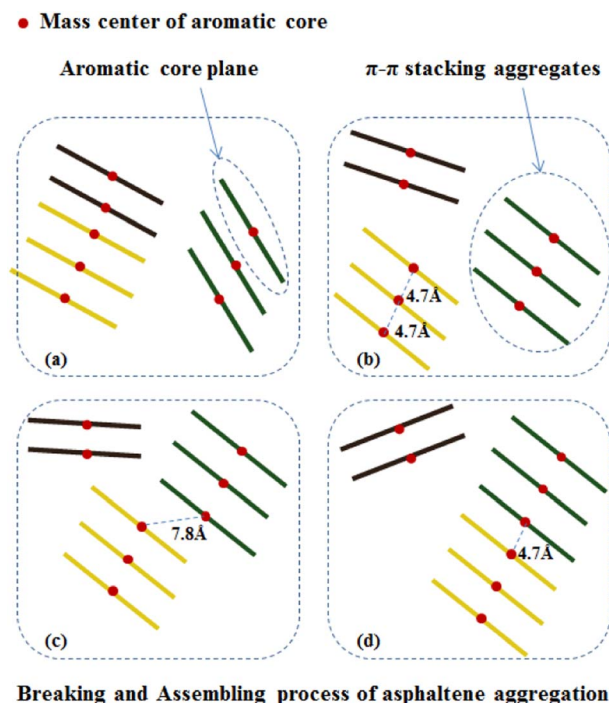 Mass center of aromatic core
Aromatic core plane
π-π stacking aggregates
(a)
4.7Å
4.7Å
(b)
7.8Å
(c)
4.7Å
(d)
Breaking and Assembling process of asphaltene aggregation